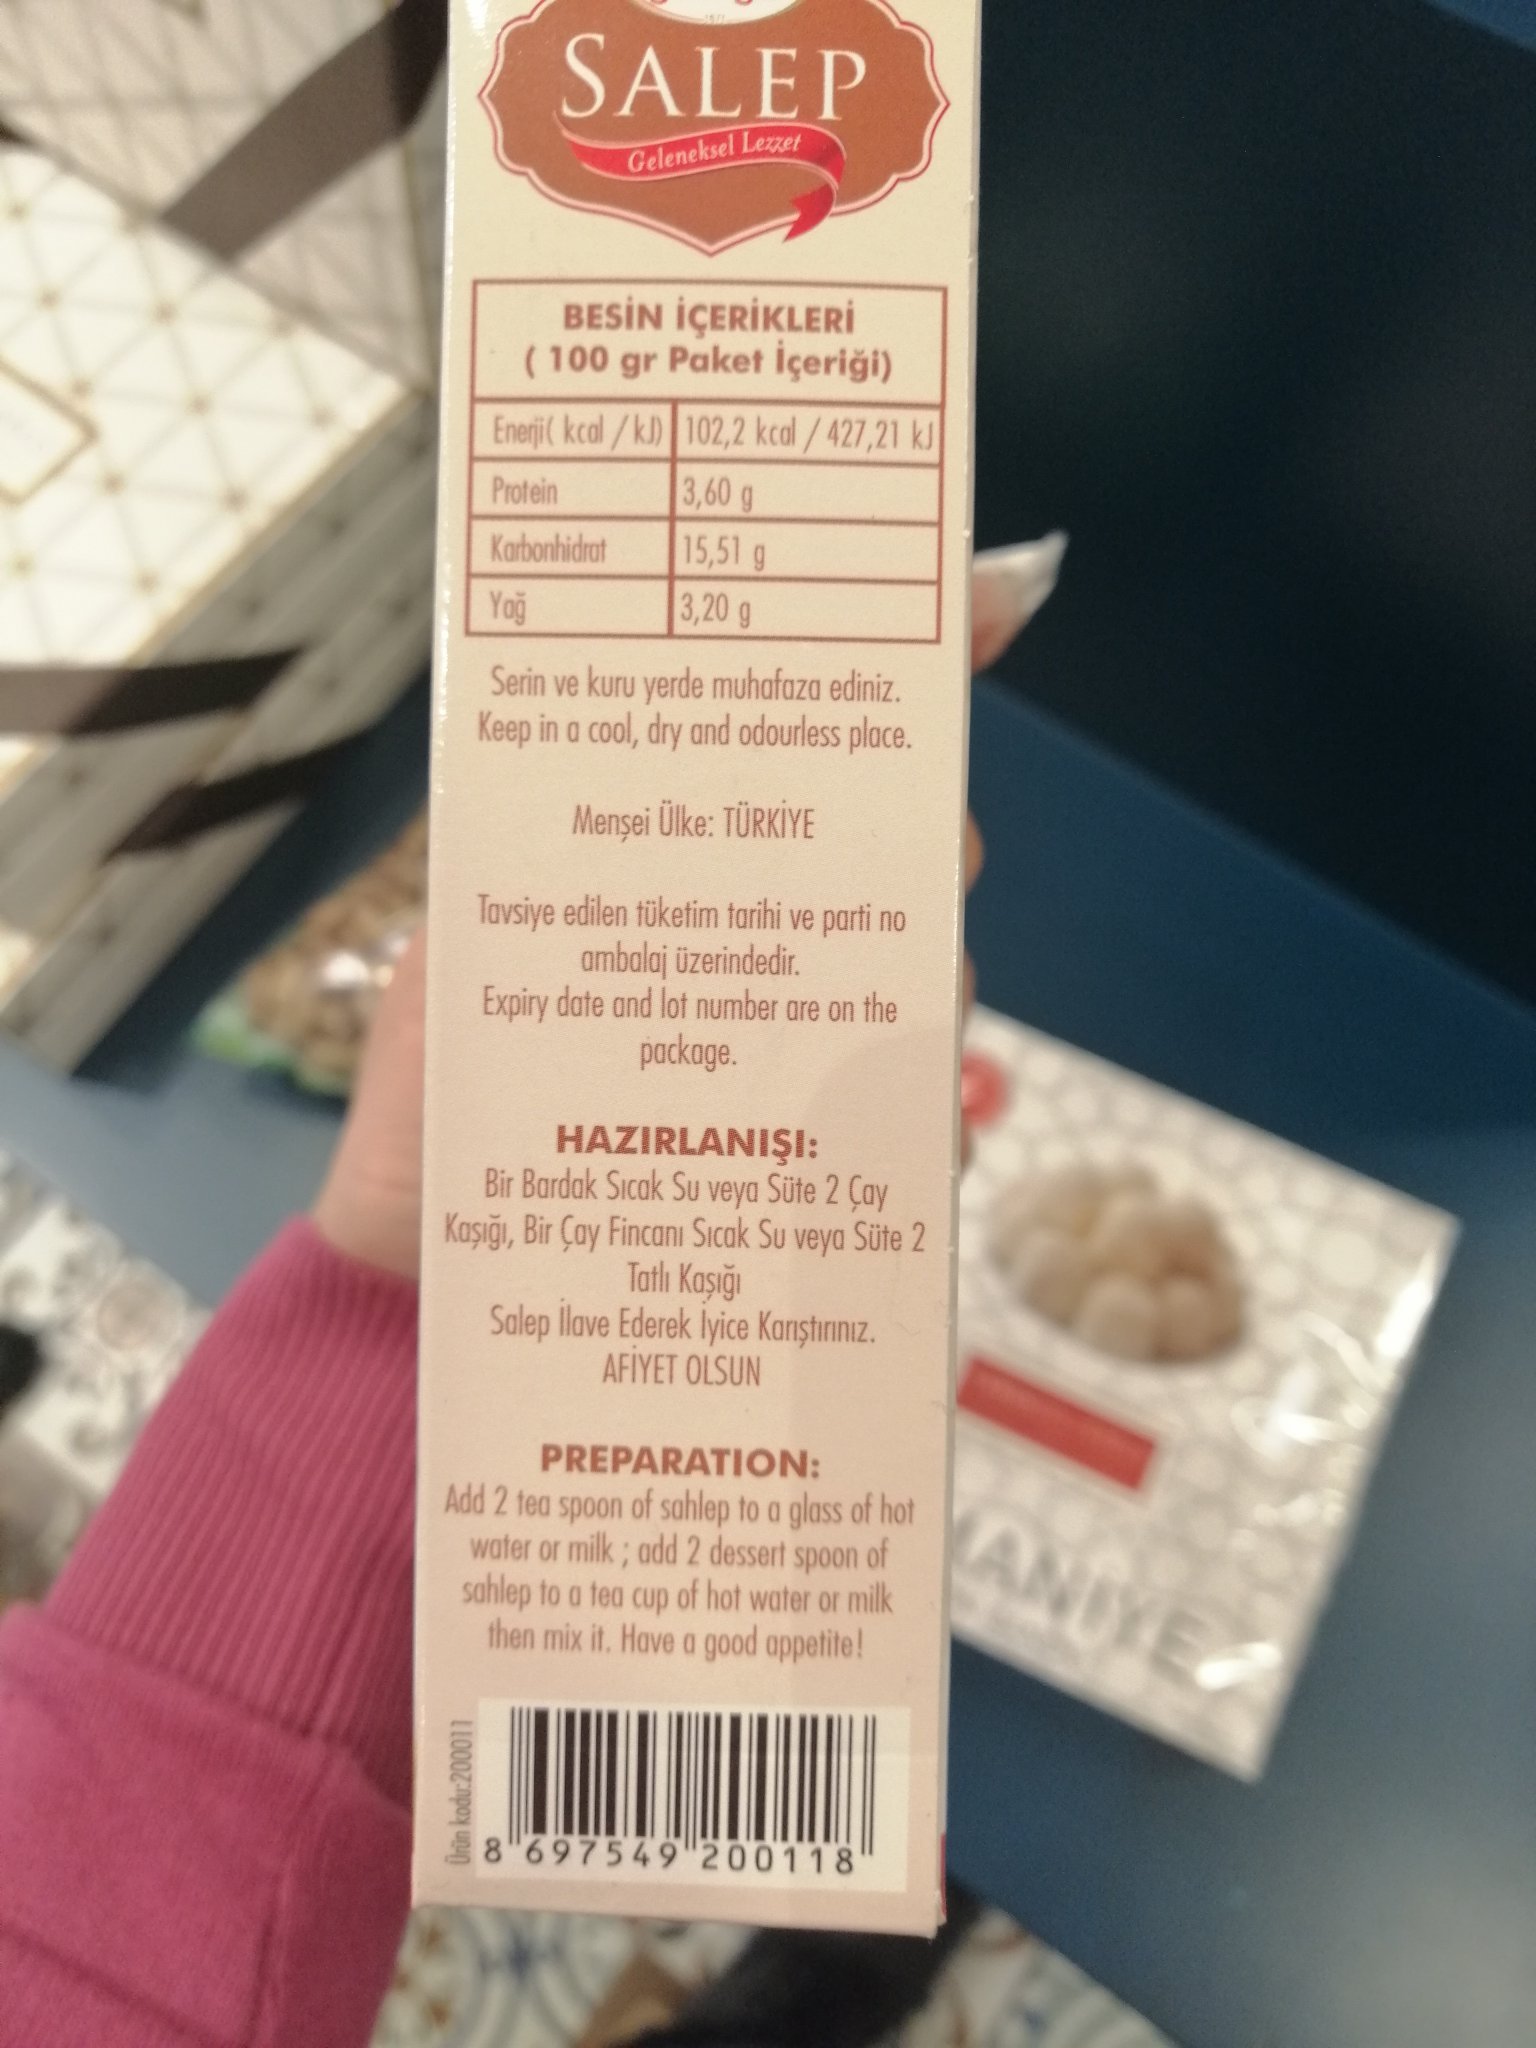 SALEP
Geleneksel Lezzet
BESİN İÇERİKLERİ
( 100 gr Paket İçeriği)
Enerji( kcal / kJ) 102,2 kcal / 427,21 kJ
Protein 3,60 g
Karbonhidrat 15,51 g
Yağ 3,20 g
Serin ve kuru yerde muhafaza ediniz.
Keep in a cool, dry and odourless place.
Menşei Ülke: TÜRKİYE
Tavsiye edilen tüketim tarihi ve parti no
ambalaj üzerindedir.
Expiry date and lot number are on the
package.
HAZIRLANIŞI:
Bir Bardak Sıcak Su veya Süte 2 Çay
Kaşığı, Bir Çay Fincanı Sıcak Su veya Süte 2
Tatlı Kaşığı
Salep İlave Ederek İyice Karıştırınız.
AFİYET OLSUN
PREPARATION:
Add 2 tea spoon of sahlep to a glass of hot
water or milk ; add 2 dessert spoon of
sahlep to a tea cup of hot water or milk
then mix it. Have a good appetite!
Ürün kodu:200011
8 697549 200118